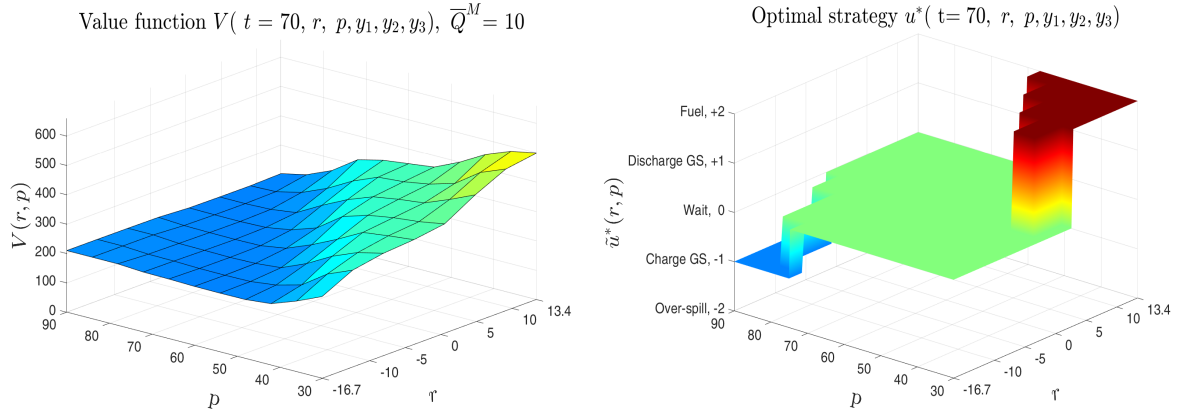 Value function V( t = 70, r, p, y₁, y₂, y₃), Q̅ᴹ = 10
600
500
400
300
200
100
0
V(r, p)
90
80
70
60
50
40
30
p
-16.7
-10
-5
0
5
10
13.4
r
Optimal strategy u*( t= 70, r, p, y₁, y₂, y₃)
Fuel, +2
Discharge GS, +1
Wait, 0
Charge GS, -1
Over-spill, -2
ũ*(r, p)
90
80
70
60
50
40
30
p
-16.7
-10
-5
0
5
10
13.4
r